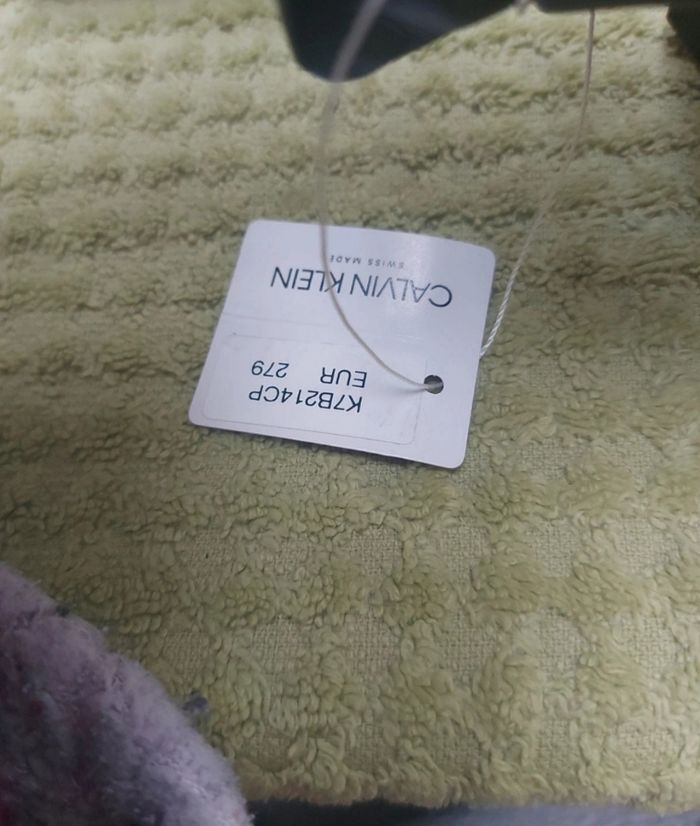 CALVIN KLEIN
SWISS MADE
K7B214CP
EUR 279